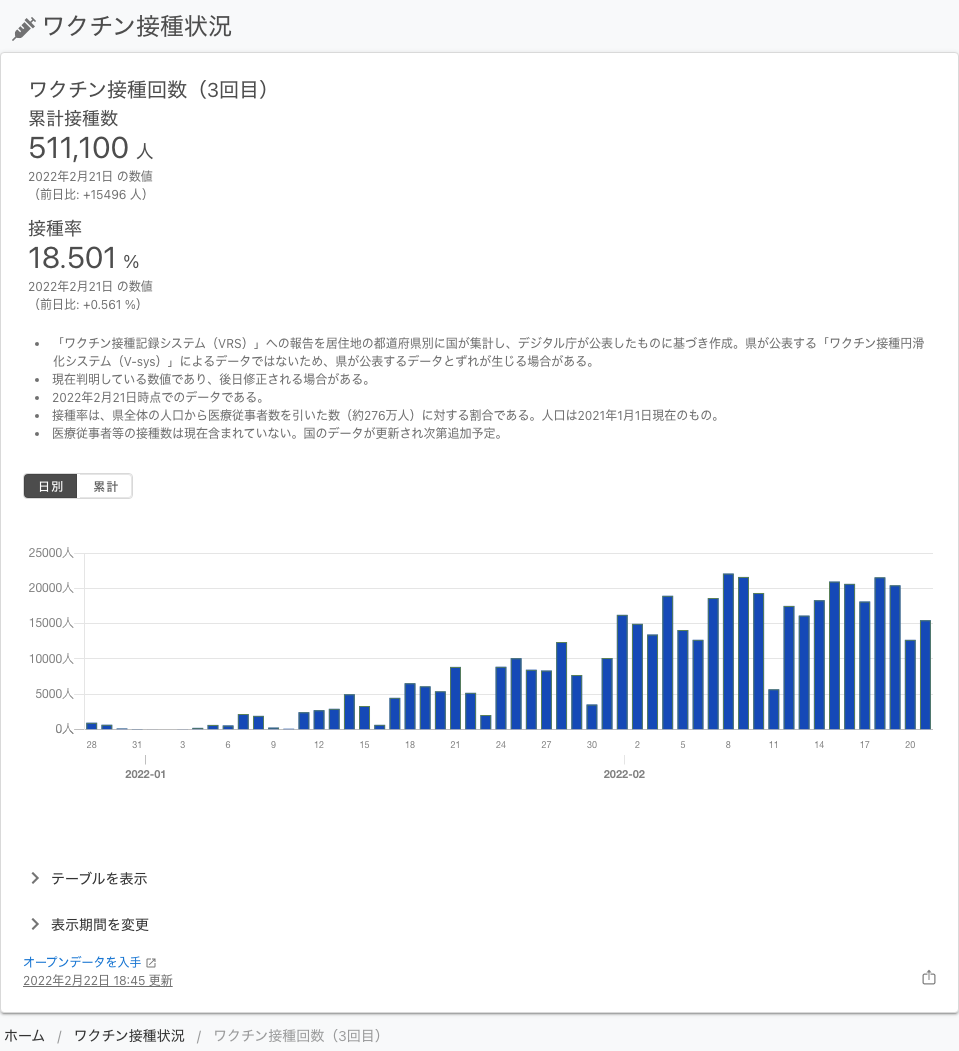 ワクチン接種状況
ワクチン接種回数（3回目）
累計接種数
511,100 人
2022年2月21日 の数値
（前日比: +15496 人）
接種率
18.501 %
2022年2月21日 の数値
（前日比: +0.561 %）
• 「ワクチン接種記録システム（VRS）」への報告を居住地の都道府県別に国が集計し、デジタル庁が公表したものに基づき作成。県が公表する「ワクチン接種円滑
化システム（V-sys）」によるデータではないため、県が公表するデータとずれが生じる場合がある。
• 現在判明している数値であり、後日修正される場合がある。
• 2022年2月21日時点でのデータである。
• 接種率は、県全体の人口から医療従事者数を引いた数（約276万人）に対する割合である。人口は2021年1月1日現在のもの。
• 医療従事者等の接種数は現在含まれていない。国のデータが更新され次第追加予定。
日別 累計
25000人
20000人
15000人
10000人
5000人
0人
28 31 3 6 9 12 15 18 21 24 27 30 2 5 8 11 14 17 20
2022-01 2022-02
テーブルを表示
表示期間を変更
オープンデータを入手
2022年2月22日 18:45 更新
ホーム / ワクチン接種状況 / ワクチン接種回数（3回目）